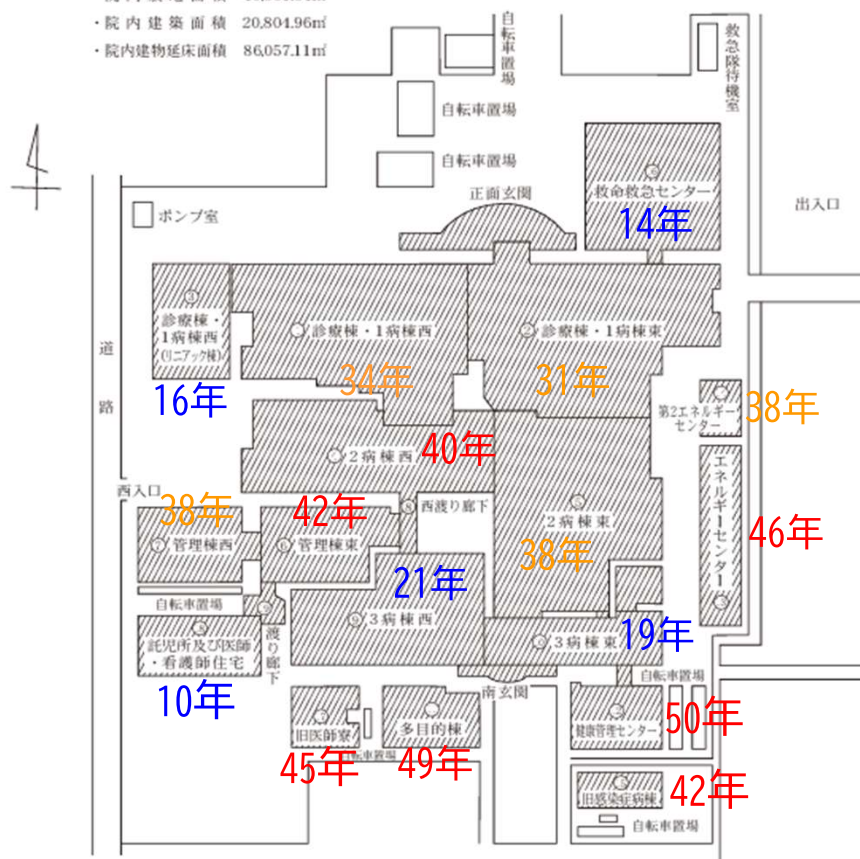 ・院内建築面積 20,804.96㎡
・院内建物延床面積 86,057.11㎡
自転車置場
救急隊待機室
自転車置場
自転車置場
正面玄関
救命救急センター
14年
出入口
ポンプ室
診療棟・
1病棟西
(リニアック棟)
16年
診療棟・1病棟西
34年
② 診療棟・1病棟東
31年
道路
第2エネルギー
センター
38年
2病棟西
40年
エネルギーセンター
46年
西入口
38年
⑦ 管理棟西
42年
管理棟東
西渡り廊下
2病棟東
38年
21年
3病棟西
自転車置場
渡り廊下
託児所及び医師
・看護師住宅
10年
3病棟東
19年
南玄関
自転車置場
旧医師寮
45年
自転車置場
多目的棟
49年
健康管理センター
50年
旧感染症病棟
42年
自転車置場